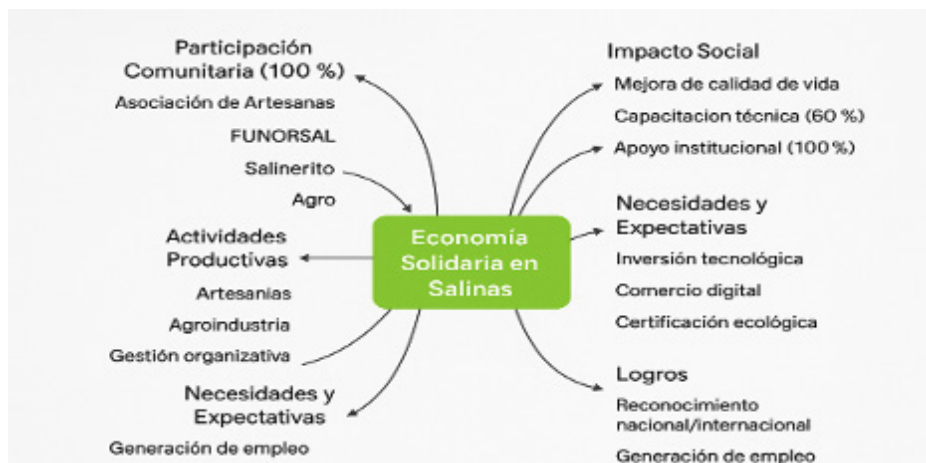 Participación
Comunitaria (100 %)
Asociación de Artesanas
FUNORSAL
Salinerito
Agro
Actividades
Productivas
Artesanías
Agroindustria
Gestión organizativa
Necesidades y
Expectativas
Generación de empleo
Economía
Solidaria en
Salinas
Impacto Social
Mejora de calidad de vida
Capacitacion técnica (60 %)
Apoyo institucional (100 %)
Necesidades y
Expectativas
Inversión tecnológica
Comercio digital
Certificación ecológica
Logros
Reconocimiento
nacional/internacional
Generación de empleo